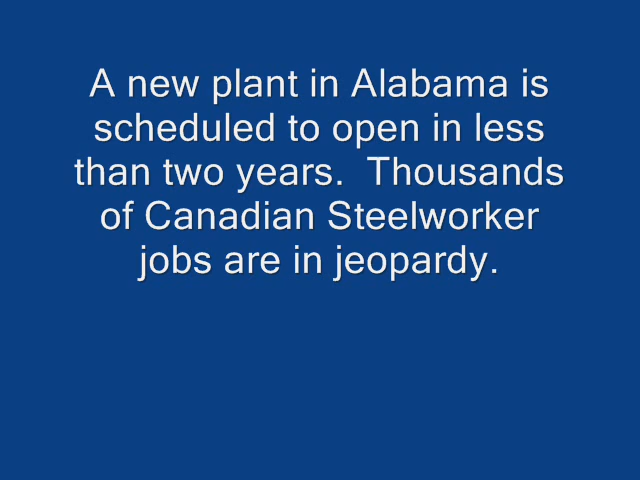 A new plant in Alabama is
scheduled to open in less
than two years.  Thousands
of Canadian Steelworker
jobs are in jeopardy.